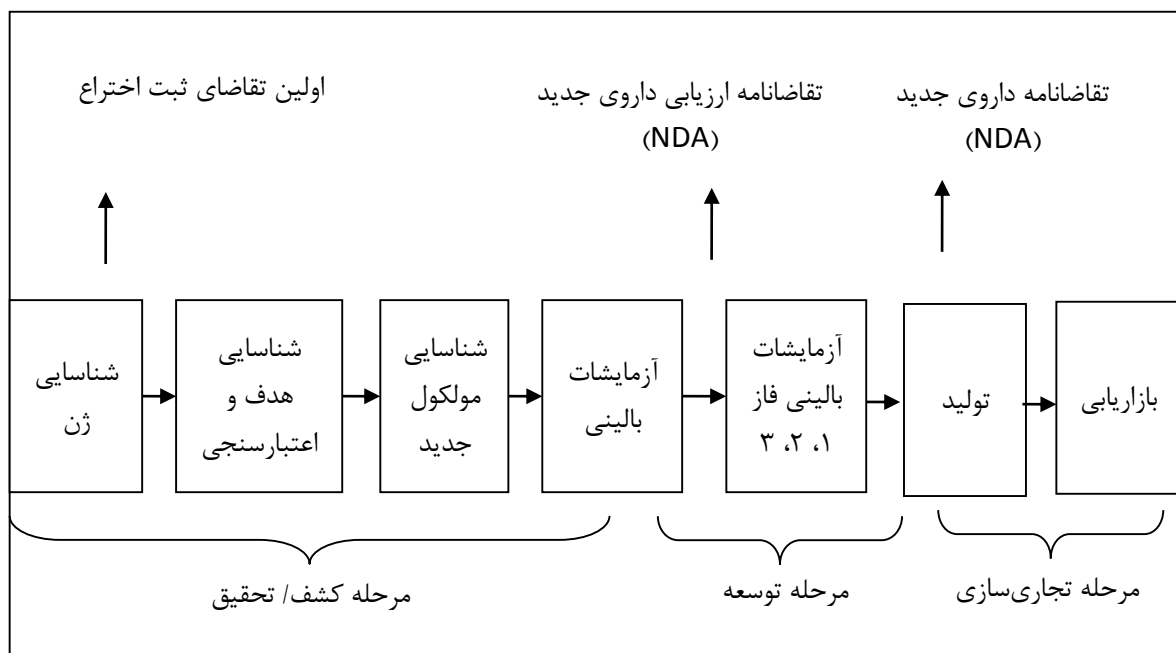 اولین تقاضای ثبت اختراع
تقاضانامه ارزیابی داروی جدید
(NDA)
تقاضانامه داروی جدید
(NDA)
شناسایی
ژن
شناسایی
هدف و
اعتبارسنجی
شناسایی
مولکول
جدید
آزمایشات
بالینی
آزمایشات
بالینی فاز
۱، ۲، ۳
تولید
بازاریابی
مرحله کشف/ تحقیق
مرحله توسعه
مرحله تجاری‌سازی